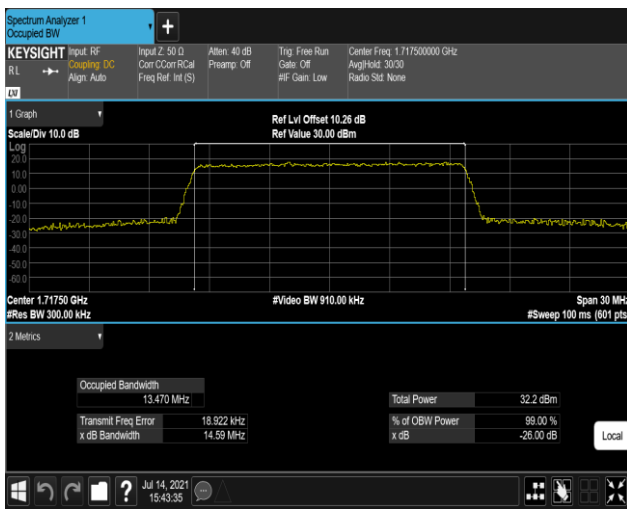 Spectrum Analyzer 1
Occupied BW
+
KEYSIGHT Input: RF Input Z: 50 Ω Atten: 40 dB Trig: Free Run Center Freq: 1.717500000 GHz
RL Coupling: DC Corr CCorr RCal Preamp: Off Gate: Off Avg|Hold: 30/30
Align: Auto Freq Ref: Int (S) #IF Gain: Low Radio Std: None
LXI
1 Graph
Ref Lvl Offset 10.26 dB
Scale/Div 10.0 dB Ref Value 30.00 dBm
Log
20.0
10.0
0.00
-10.0
-20.0
-30.0
-40.0
-50.0
-60.0
Center 1.71750 GHz #Video BW 910.00 kHz Span 30 MHz
#Res BW 300.00 kHz #Sweep 100 ms (601 pts
2 Metrics
Occupied Bandwidth
13.470 MHz Total Power 32.2 dBm
Transmit Freq Error 18.922 kHz % of OBW Power 99.00 %
x dB Bandwidth 14.59 MHz x dB -26.00 dB
Local
? Jul 14, 2021
15:43:35